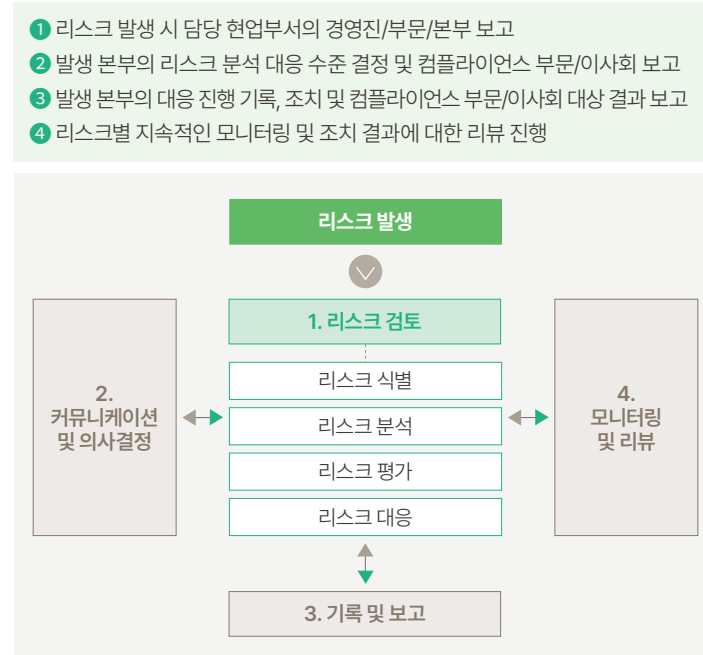 1 리스크 발생 시 담당 현업부서의 경영진/부문/본부 보고
2 발생 본부의 리스크 분석 대응 수준 결정 및 컴플라이언스 부문/이사회 보고
3 발생 본부의 대응 진행 기록, 조치 및 컴플라이언스 부문/이사회 대상 결과 보고
4 리스크별 지속적인 모니터링 및 조치 결과에 대한 리뷰 진행
리스크 발생
1. 리스크 검토
리스크 식별
리스크 분석
리스크 평가
리스크 대응
2.
커뮤니케이션
및 의사결정
4.
모니터링
및 리뷰
3. 기록 및 보고